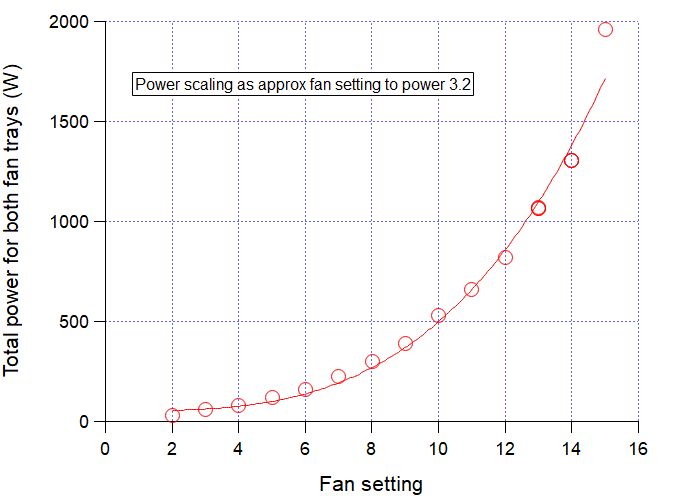 2000
1500
1000
500
0
Total power for both fan trays (W)
Power scaling as approx fan setting to power 3.2
0 2 4 6 8 10 12 14 16
Fan setting